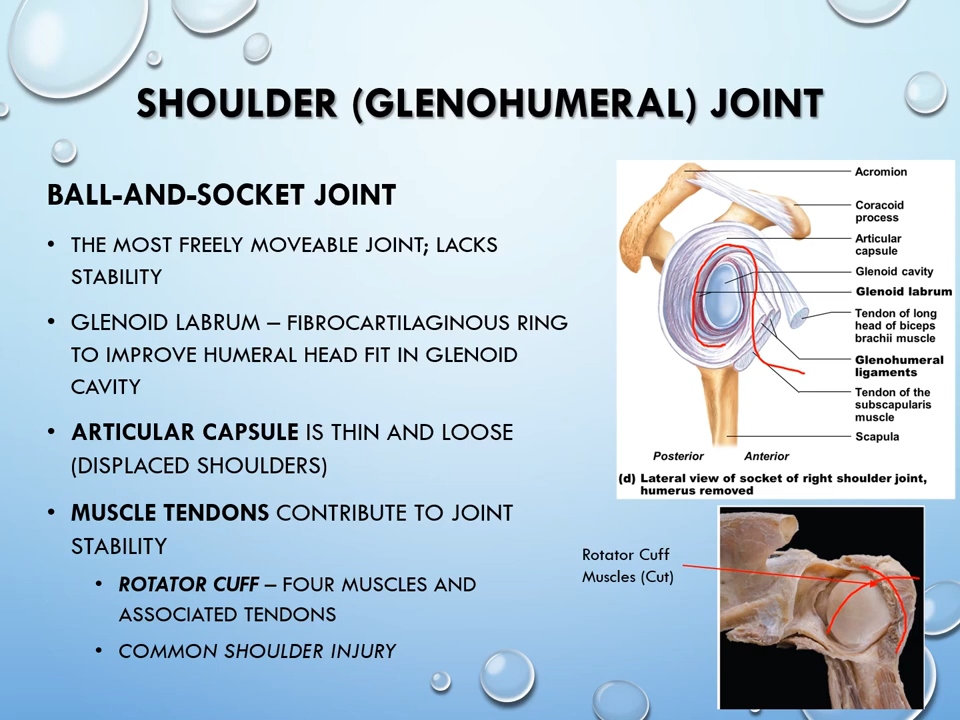 SHOULDER (GLENOHUMERAL) JOINT
BALL-AND-SOCKET JOINT
• THE MOST FREELY MOVEABLE JOINT; LACKS
STABILITY
• GLENOID LABRUM – FIBROCARTILAGINOUS RING
TO IMPROVE HUMERAL HEAD FIT IN GLENOID
CAVITY
• ARTICULAR CAPSULE IS THIN AND LOOSE
(DISPLACED SHOULDERS)
• MUSCLE TENDONS CONTRIBUTE TO JOINT
STABILITY
• ROTATOR CUFF – FOUR MUSCLES AND
ASSOCIATED TENDONS
• COMMON SHOULDER INJURY
Acromion
Coracoid
process
Articular
capsule
Glenoid cavity
Glenoid labrum
Tendon of long
head of biceps
brachii muscle
Glenohumeral
ligaments
Tendon of the
subscapularis
muscle
Scapula
Posterior Anterior
(d) Lateral view of socket of right shoulder joint,
humerus removed
Rotator Cuff
Muscles (Cut)